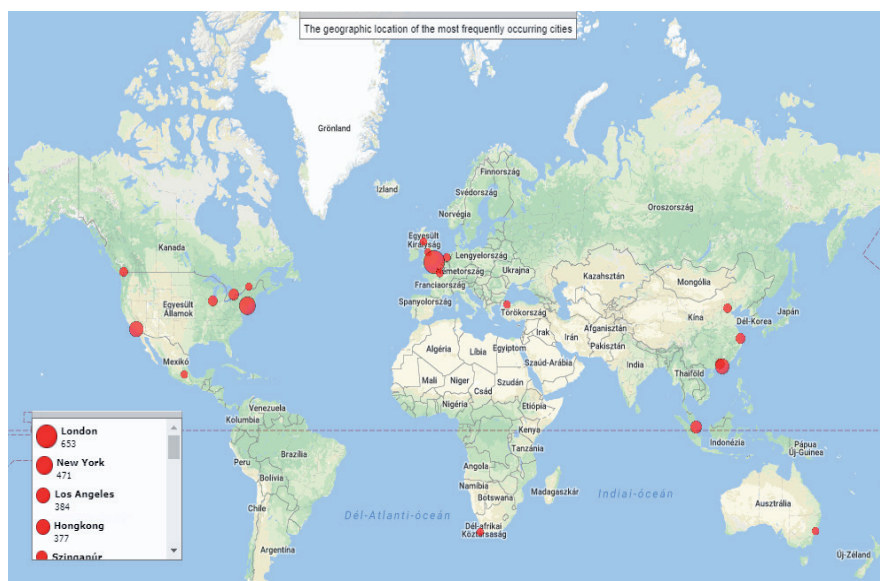 The geographic location of the most frequently occurring cities
Grönland
Izland
Finnország
Svédország
Norvégia
Oroszország
Kanada
Egyesült
Királyság
Lengyelország
Németország
Ukrajna
Franciaország
Kazahsztán
Mongólia
Spanyolország
Törökország
Egyesült
Államok
Kína
Japán
Dél-Korea
Irak
Irán
Afganisztán
Pakisztán
Algéria
Líbia
Egyiptom
Szaúd-Arábia
India
Thaiföld
Mexikó
Mali
Niger
Csád
Szudán
Nigéria
Etiópia
Venezuela
Kolumbia
Kenya
Indonézia
Pápua
Új-Guinea
Tanzánia
Peru
Brazília
Angola
Bolívia
Namíbia
Botswana
Madagaszkár
Indiai-óceán
Ausztrália
Chile
Dél-Atlanti-óceán
Dél-afrikai
Köztársaság
Argentína
Új-Zéland
London
653
New York
471
Los Angeles
384
Hongkong
377
Szingapúr